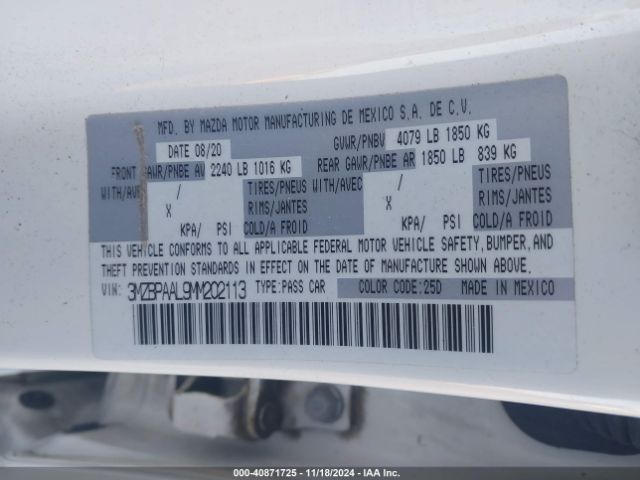 MFD. BY MAZDA MOTOR MANUFACTURING DE MEXICO S.A. DE C.V.
DATE 08/20 GVWR/PNBV 4079 LB 1850 KG
FRONT GAWR/PNBE AV 2240 LB 1016 KG REAR GAWR/PNBE AR 1850 LB 839 KG
WITH/AVEC / TIRES/PNEUS WITH/AVEC / TIRES/PNEUS
X RIMS/JANTES X RIMS/JANTES
KPA/ PSI COLD/A FROID KPA/ PSI COLD/A FROID
THIS VEHICLE CONFORMS TO ALL APPLICABLE FEDERAL MOTOR VEHICLE SAFETY, BUMPER, AND
THEFT PREVENTION STANDARDS IN EFFECT ON THE DATE OF MANUFACTURE SHOWN ABOVE.
VIN: 3MZBPAAL9MM202113 TYPE:PASS CAR COLOR CODE:25D MADE IN MEXICO
000-40871725 - 11/18/2024 - IAA Inc.